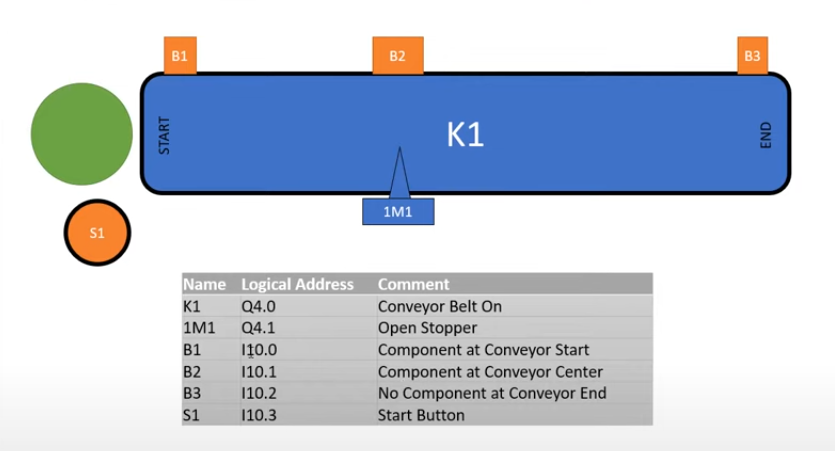 B1 B2 B3
START K1 END
1M1
S1
Name Logical Address Comment
K1 Q4.0 Conveyor Belt On
1M1 Q4.1 Open Stopper
B1 I10.0 Component at Conveyor Start
B2 I10.1 Component at Conveyor Center
B3 I10.2 No Component at Conveyor End
S1 I10.3 Start Button